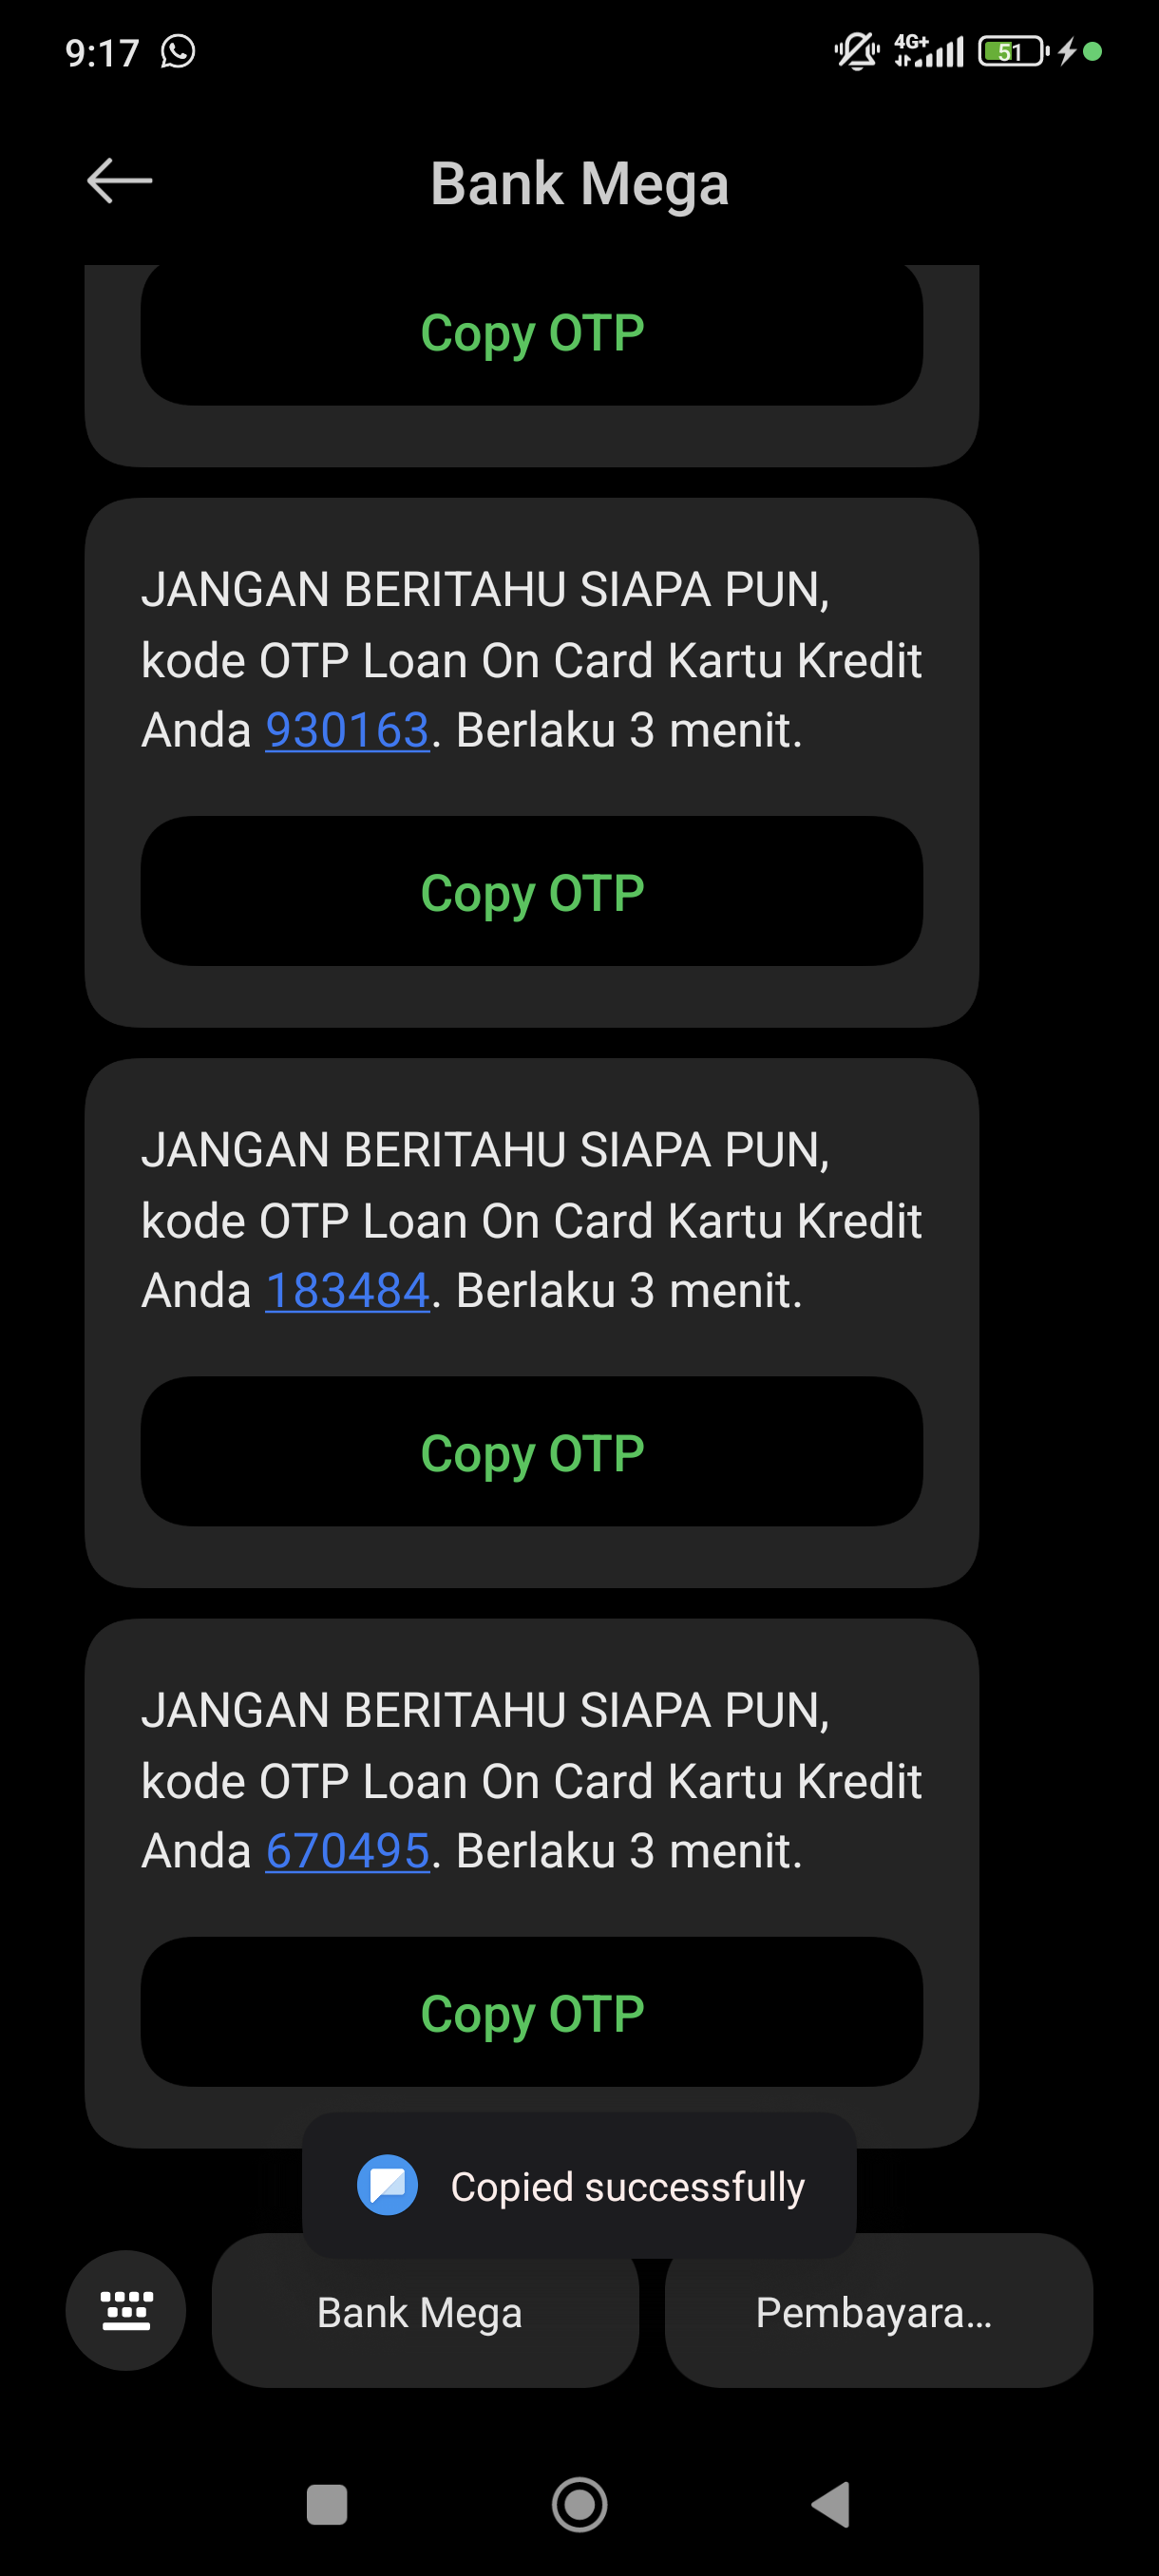 9:17
4G+
51
Bank Mega
Copy OTP
JANGAN BERITAHU SIAPA PUN,
kode OTP Loan On Card Kartu Kredit
Anda 930163. Berlaku 3 menit.
Copy OTP
JANGAN BERITAHU SIAPA PUN,
kode OTP Loan On Card Kartu Kredit
Anda 183484. Berlaku 3 menit.
Copy OTP
JANGAN BERITAHU SIAPA PUN,
kode OTP Loan On Card Kartu Kredit
Anda 670495. Berlaku 3 menit.
Copy OTP
Copied successfully
Bank Mega
Pembayara...